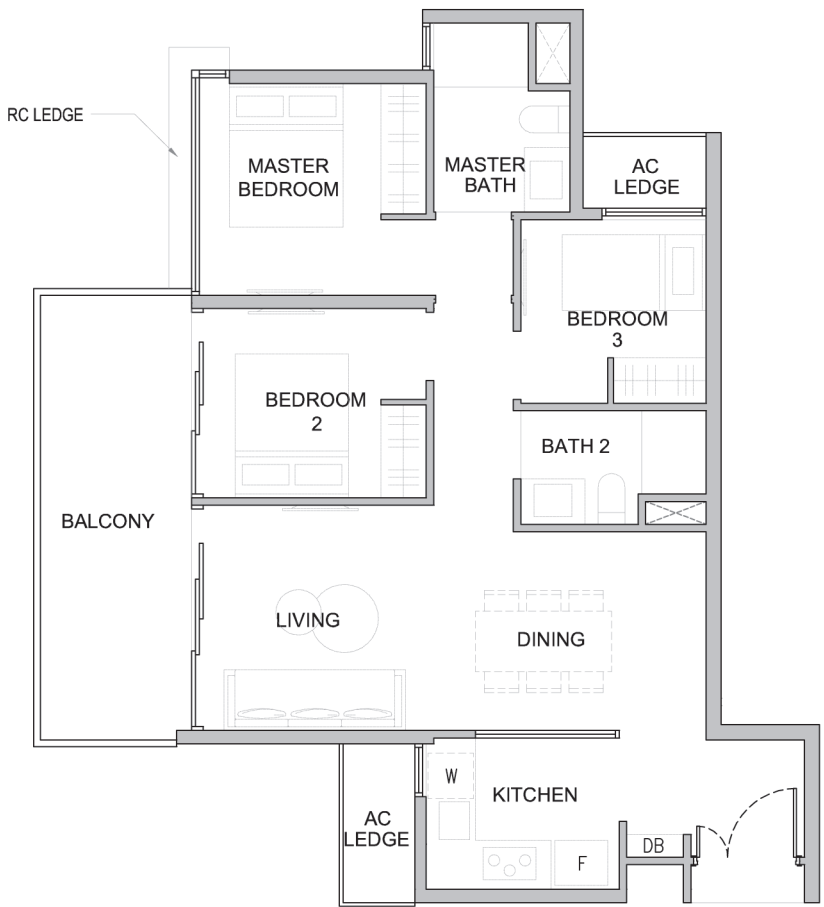 RC LEDGE
MASTER
BEDROOM
MASTER
BATH
AC
LEDGE
BEDROOM
3
BEDROOM
2
BATH 2
BALCONY
LIVING
DINING
W
KITCHEN
AC
LEDGE
F
DB